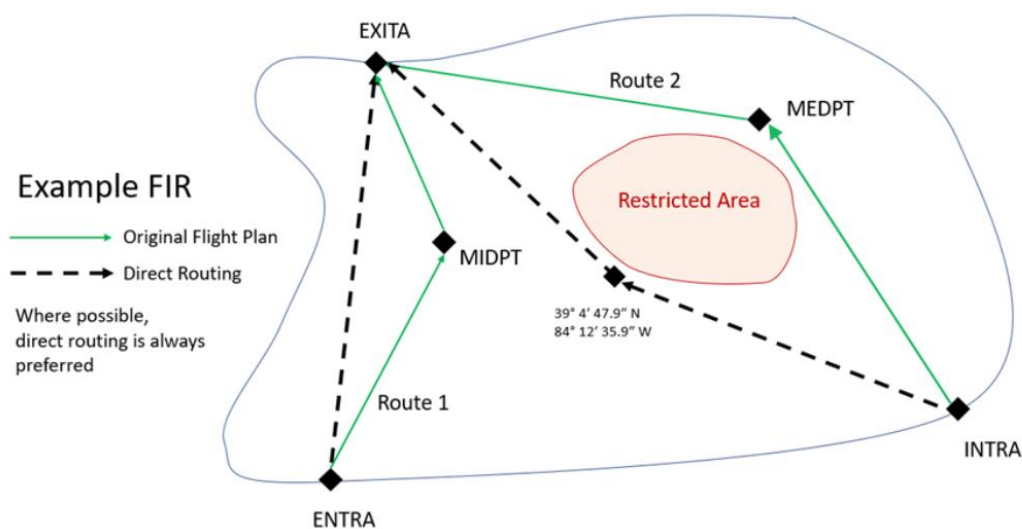 EXITA
Route 2
MEDPT
Example FIR
Restricted Area
Original Flight Plan
MIDPT
Direct Routing
39° 4' 47.9" N
84° 12' 35.9" W
Where possible,
direct routing is always
preferred
Route 1
INTRA
ENTRA